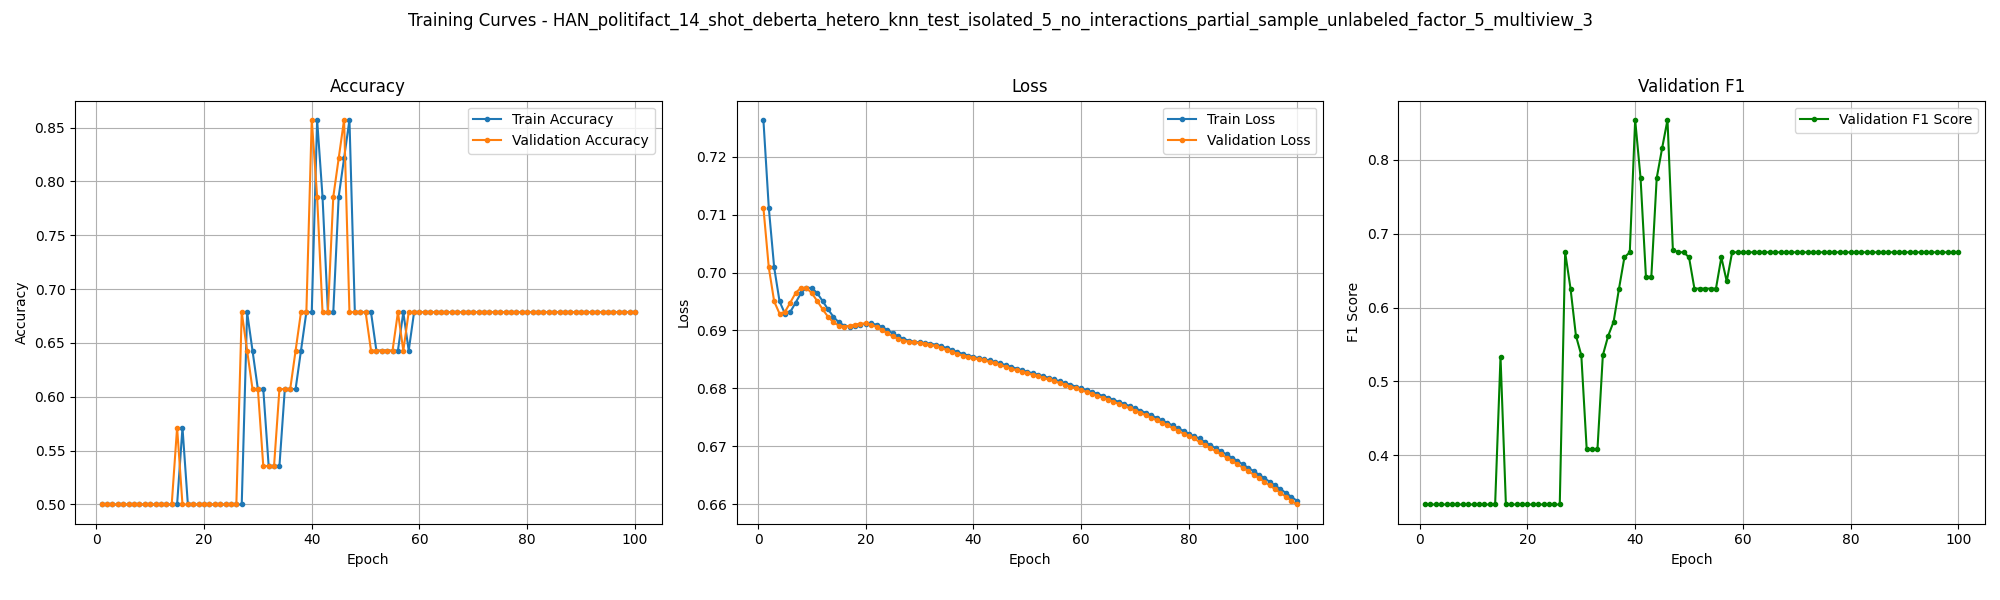 Training Curves - HAN_politifact_14_shot_deberta_hetero_knn_test_isolated_5_no_interactions_partial_sample_unlabeled_factor_5_multiview_3
Accuracy
Train Accuracy
Validation Accuracy
0.85
0.80
0.75
0.70
0.65
0.60
0.55
0.50
Accuracy
0
20
40
60
80
100
Epoch
Loss
Train Loss
Validation Loss
0.72
0.71
0.70
0.69
0.68
0.67
0.66
Loss
0
20
40
60
80
100
Epoch
Validation F1
Validation F1 Score
0.8
0.7
0.6
0.5
0.4
F1 Score
0
20
40
60
80
100
Epoch